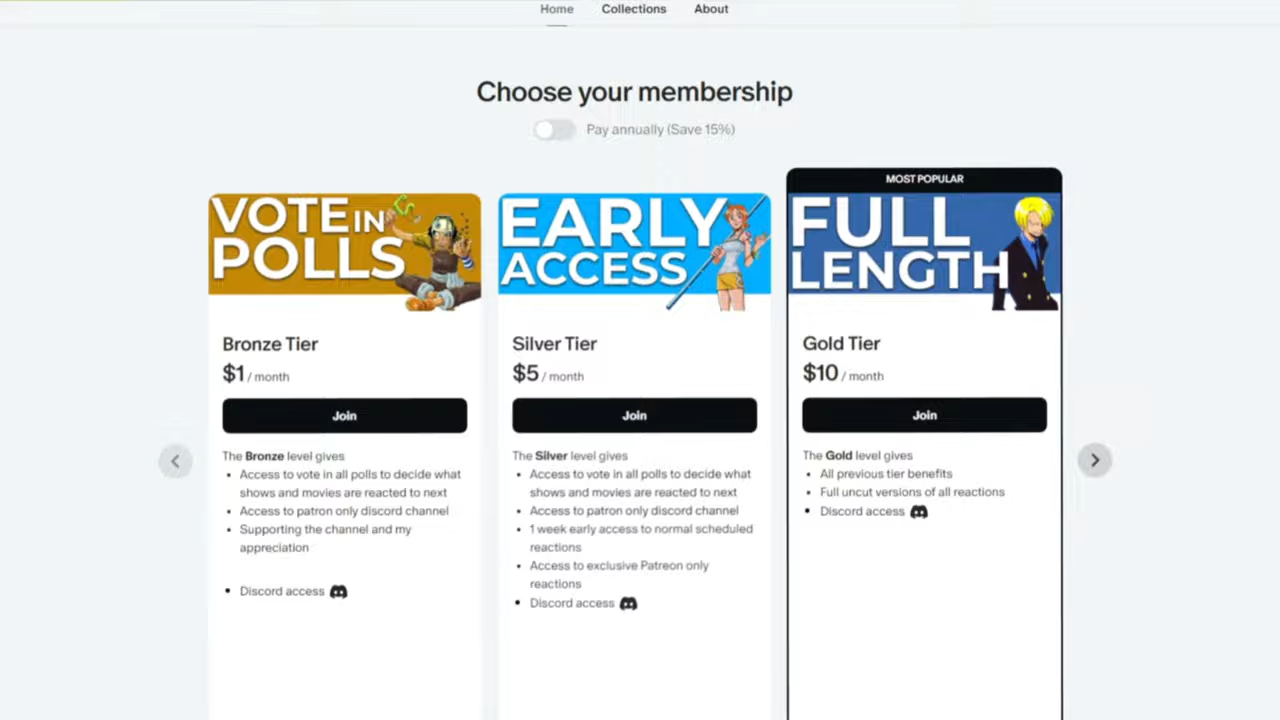 Home Collections About
Choose your membership
Pay annually (Save 15%)
MOST POPULAR
VOTE IN
POLLS
Bronze Tier
$1 / month
Join
The Bronze level gives
• Access to vote in all polls to decide what
shows and movies are reacted to next
• Access to patron only discord channel
• Supporting the channel and my
appreciation
• Discord access
EARLY
ACCESS
Silver Tier
$5 / month
Join
The Silver level gives
• Access to vote in all polls to decide what
shows and movies are reacted to next
• Access to patron only discord channel
• 1 week early access to normal scheduled
reactions
• Access to exclusive Patreon only
reactions
• Discord access
FULL
LENGTH
Gold Tier
$10 / month
Join
The Gold level gives
• All previous tier benefits
• Full uncut versions of all reactions
• Discord access